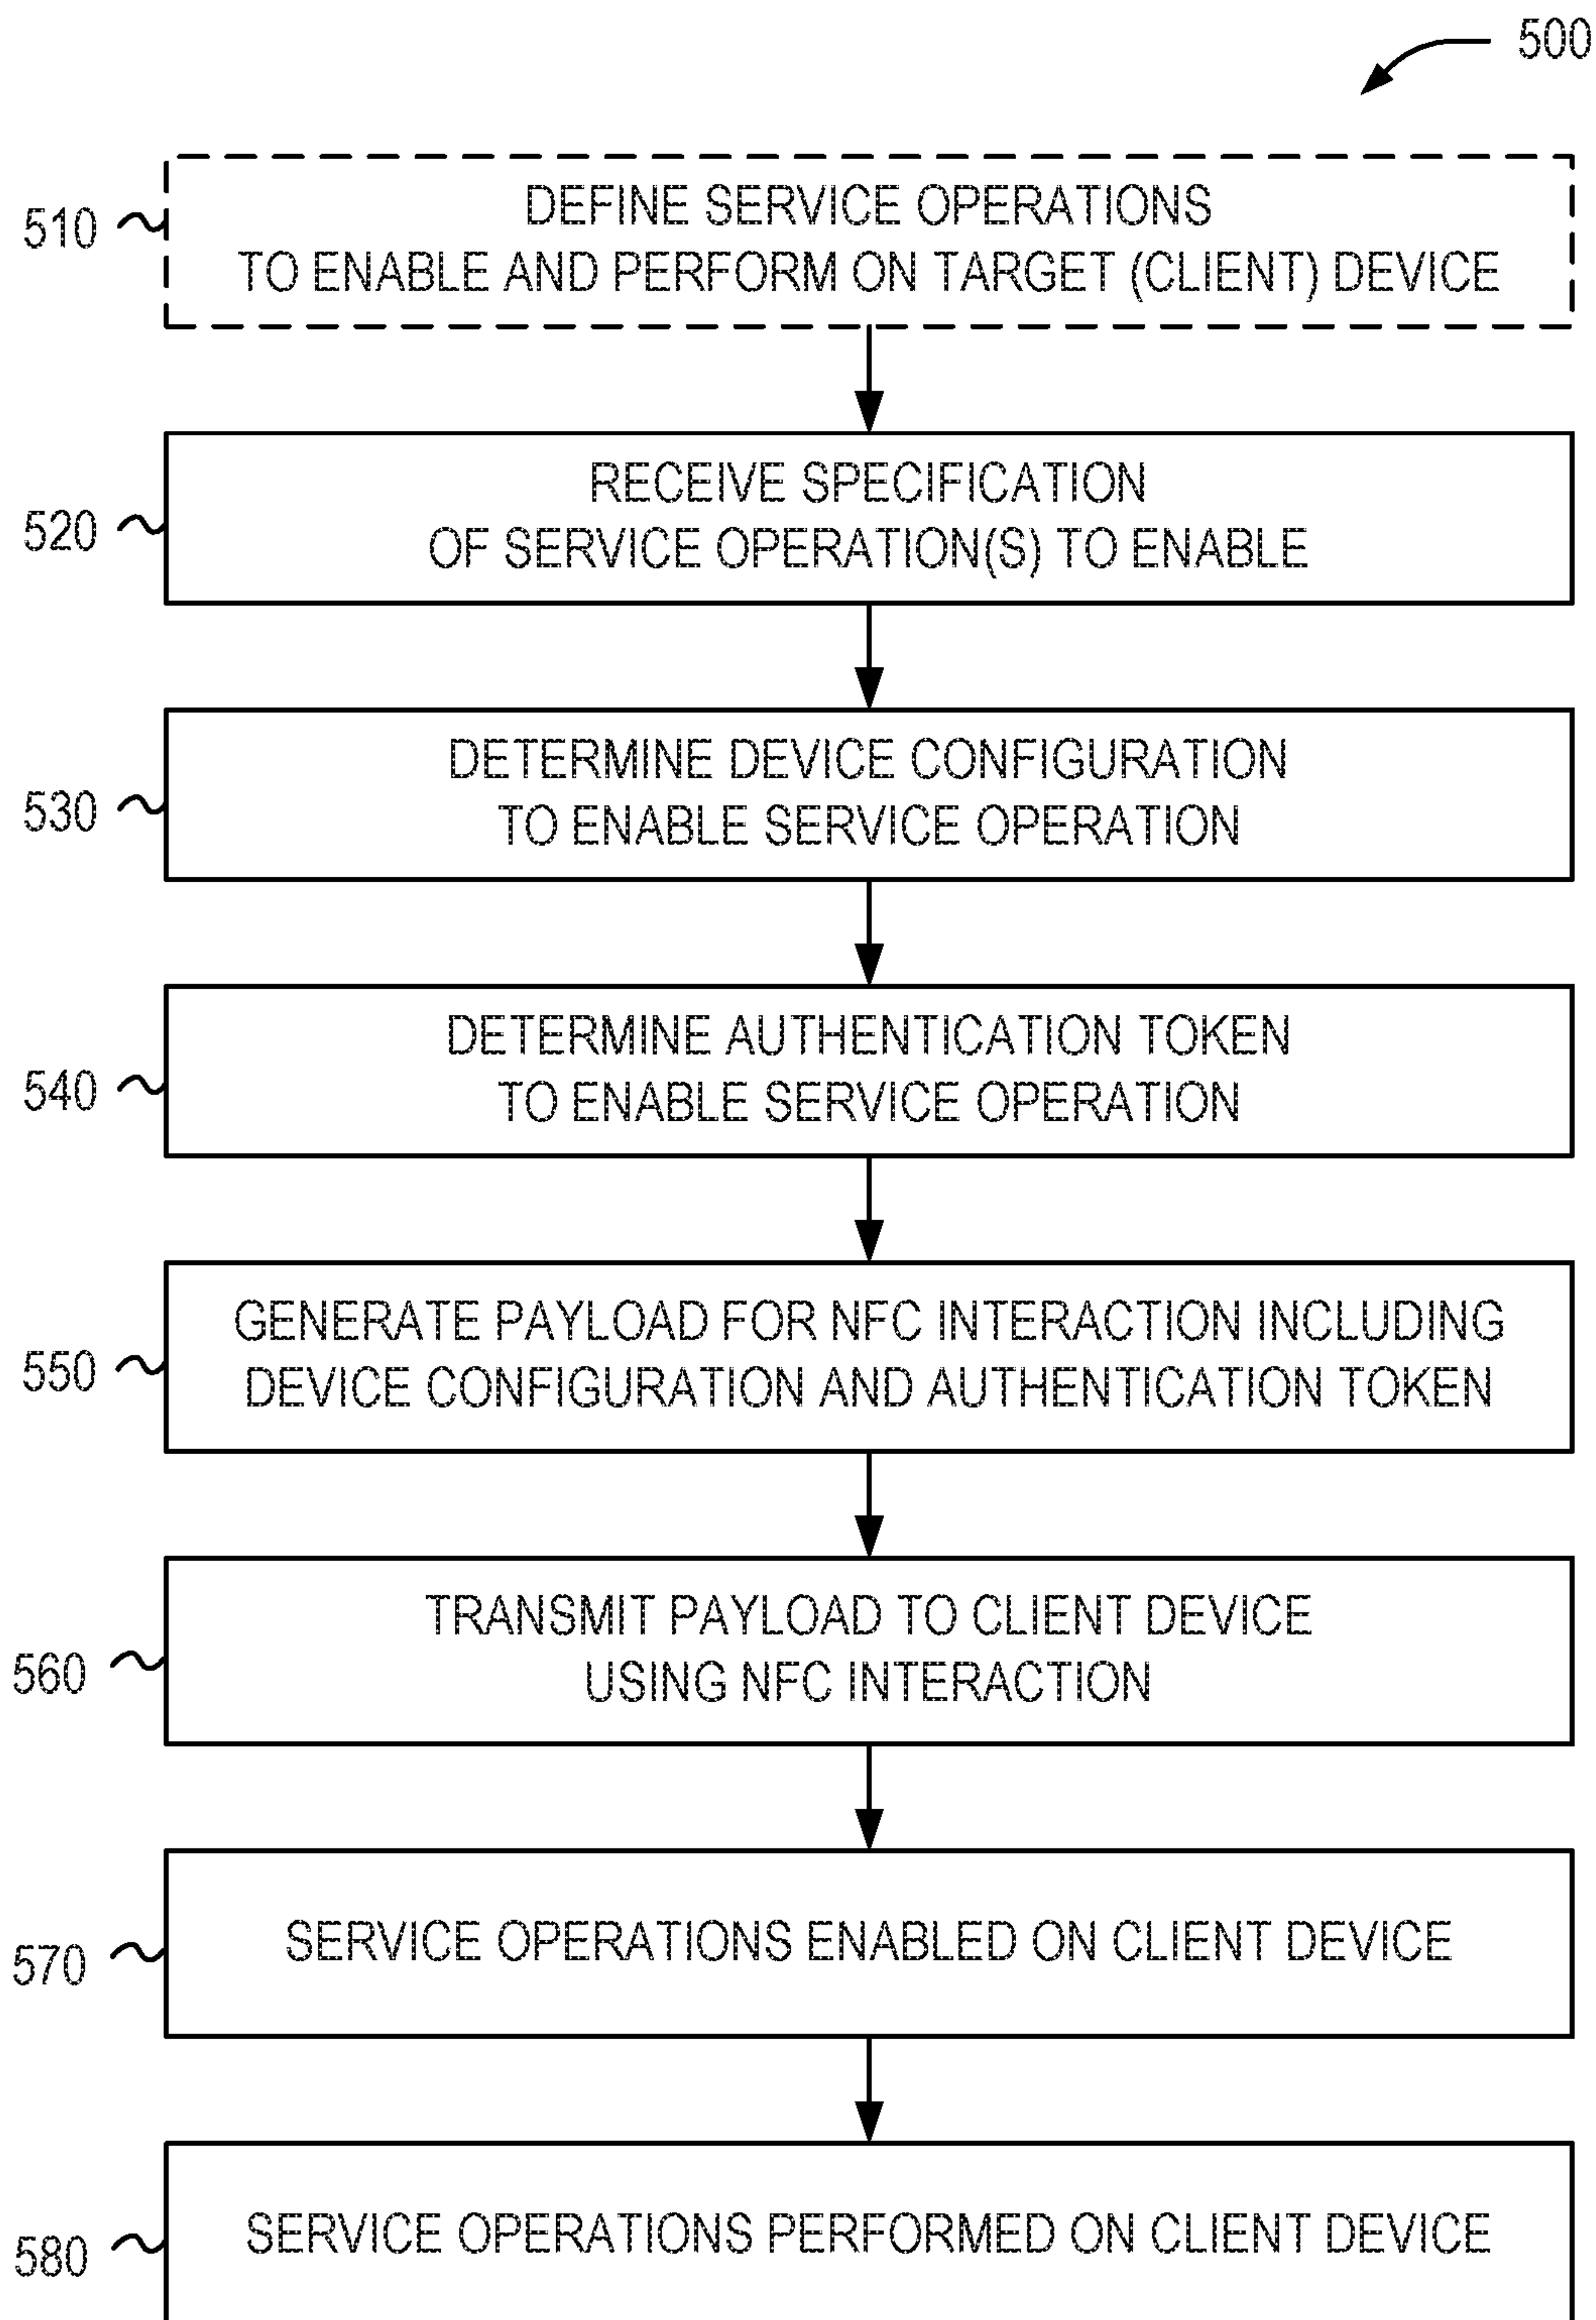 500
510
DEFINE SERVICE OPERATIONS
TO ENABLE AND PERFORM ON TARGET (CLIENT) DEVICE
520
RECEIVE SPECIFICATION
OF SERVICE OPERATION(S) TO ENABLE
530
DETERMINE DEVICE CONFIGURATION
TO ENABLE SERVICE OPERATION
540
DETERMINE AUTHENTICATION TOKEN
TO ENABLE SERVICE OPERATION
550
GENERATE PAYLOAD FOR NFC INTERACTION INCLUDING
DEVICE CONFIGURATION AND AUTHENTICATION TOKEN
560
TRANSMIT PAYLOAD TO CLIENT DEVICE
USING NFC INTERACTION
570
SERVICE OPERATIONS ENABLED ON CLIENT DEVICE
580
SERVICE OPERATIONS PERFORMED ON CLIENT DEVICE